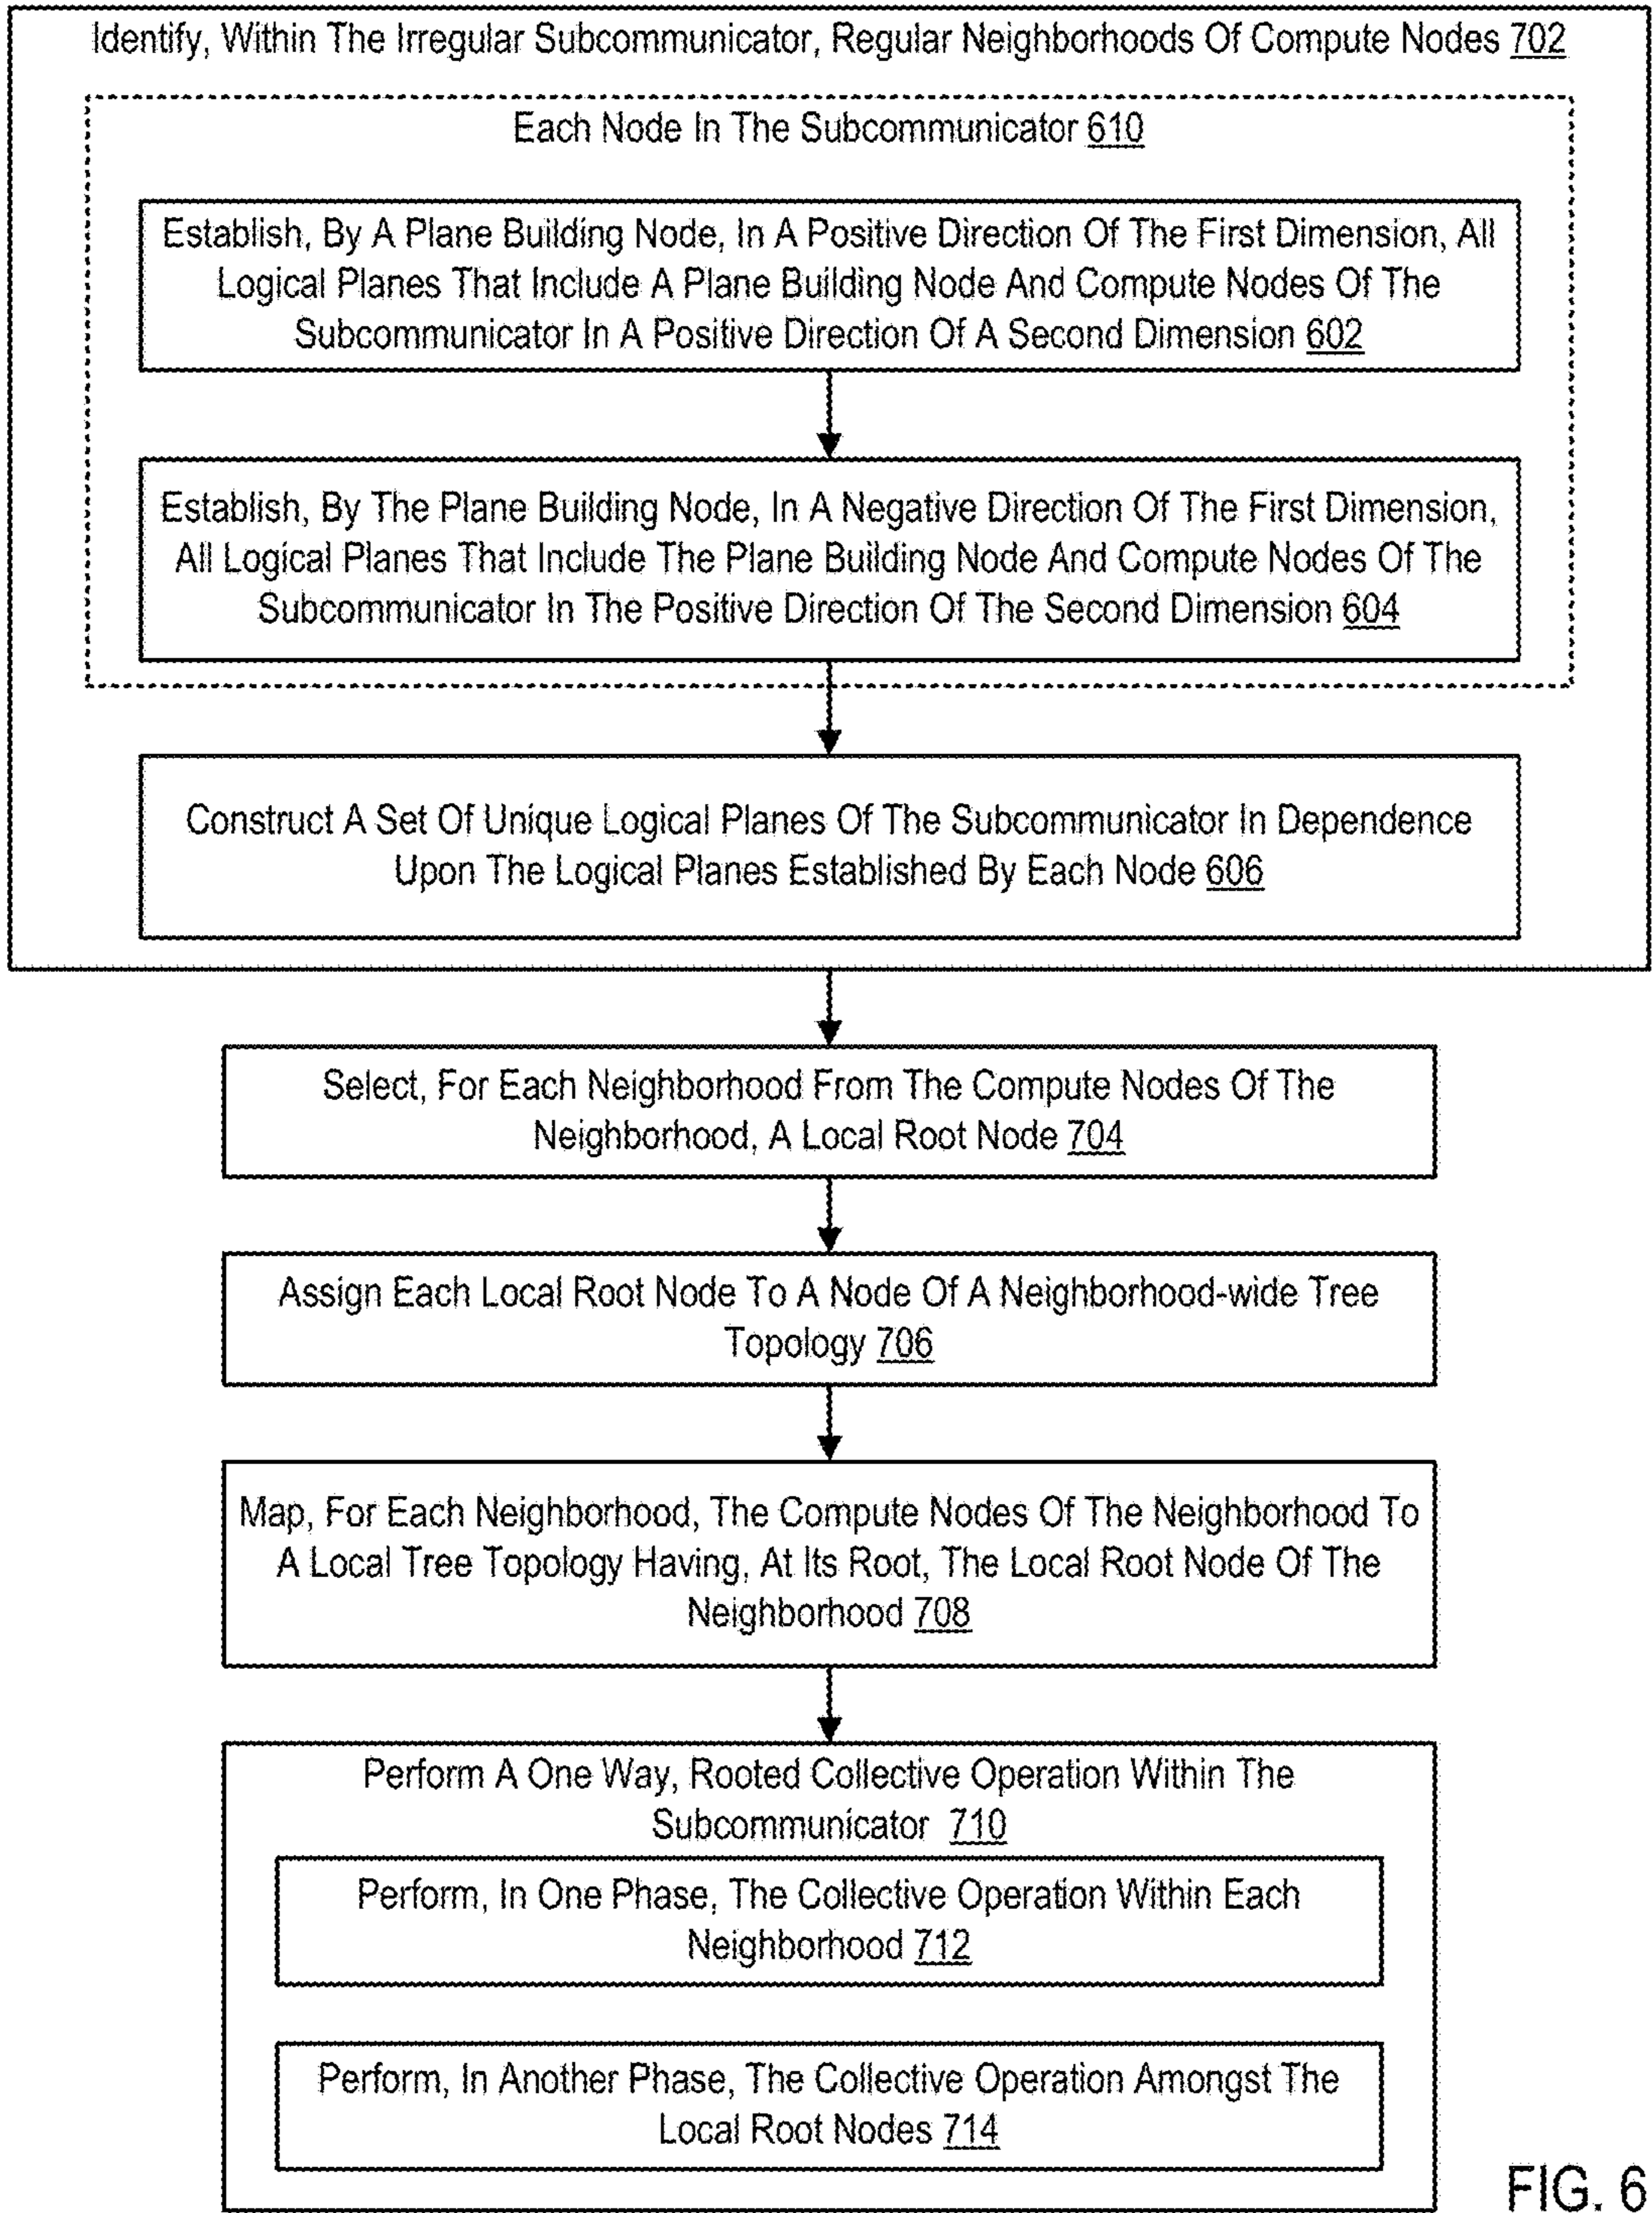 Identify, Within The Irregular Subcommunicator, Regular Neighborhoods Of Compute Nodes 702
Each Node In The Subcommunicator 610
Establish, By A Plane Building Node, In A Positive Direction Of The First Dimension, All
Logical Planes That Include A Plane Building Node And Compute Nodes Of The
Subcommunicator In A Positive Direction Of A Second Dimension 602
Establish, By The Plane Building Node, In A Negative Direction Of The First Dimension,
All Logical Planes That Include The Plane Building Node And Compute Nodes Of The
Subcommunicator In The Positive Direction Of The Second Dimension 604
Construct A Set Of Unique Logical Planes Of The Subcommunicator In Dependence
Upon The Logical Planes Established By Each Node 606
Select, For Each Neighborhood From The Compute Nodes Of The
Neighborhood, A Local Root Node 704
Assign Each Local Root Node To A Node Of A Neighborhood-wide Tree
Topology 706
Map, For Each Neighborhood, The Compute Nodes Of The Neighborhood To
A Local Tree Topology Having, At Its Root, The Local Root Node Of The
Neighborhood 708
Perform A One Way, Rooted Collective Operation Within The
Subcommunicator 710
Perform, In One Phase, The Collective Operation Within Each
Neighborhood 712
Perform, In Another Phase, The Collective Operation Amongst The
Local Root Nodes 714
FIG. 6